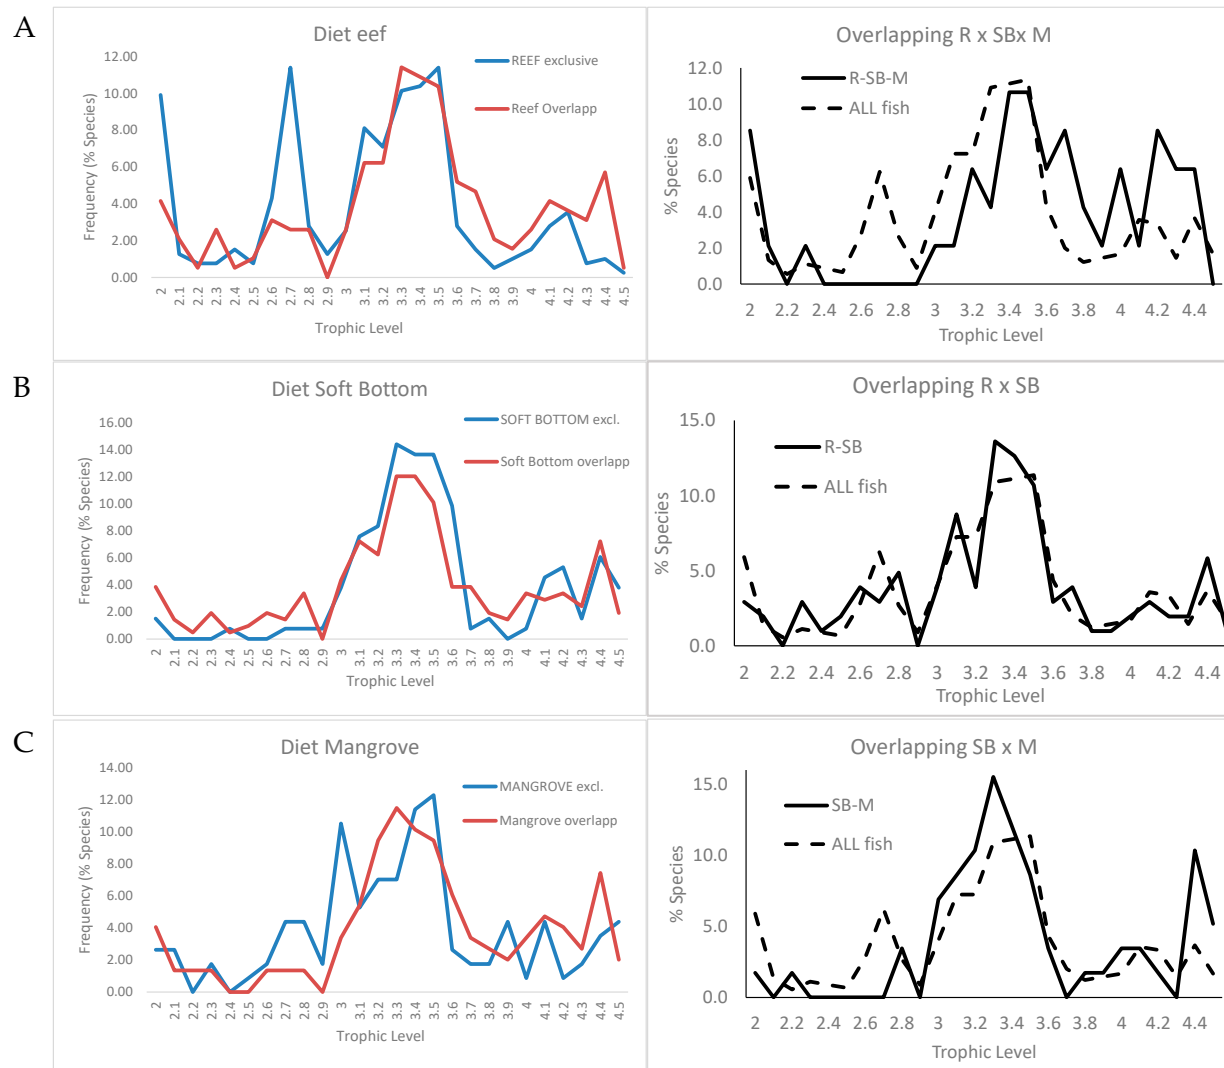 A
Diet eef
REEF exclusive
Reef Overlapp
Frequency (% Species)
12.00
10.00
8.00
6.00
4.00
2.00
0.00
2 2.1 2.2 2.3 2.4 2.5 2.6 2.7 2.8 2.9 3 3.1 3.2 3.3 3.4 3.5 3.6 3.7 3.8 3.9 4 4.1 4.2 4.3 4.4 4.5
Trophic Level
Overlapping R x SBx M
R-SB-M
ALL fish
% Species
12.0
10.0
8.0
6.0
4.0
2.0
0.0
2 2.2 2.4 2.6 2.8 3 3.2 3.4 3.6 3.8 4 4.2 4.4
Trophic Level
B
Diet Soft Bottom
SOFT BOTTOM excl.
Soft Bottom overlapp
Frequency (% Species)
16.00
14.00
12.00
10.00
8.00
6.00
4.00
2.00
0.00
2 2.1 2.2 2.3 2.4 2.5 2.6 2.7 2.8 2.9 3 3.1 3.2 3.3 3.4 3.5 3.6 3.7 3.8 3.9 4 4.1 4.2 4.3 4.4 4.5
Trophic Level
Overlapping R x SB
R-SB
ALL fish
% Species
15.0
10.0
5.0
0.0
2 2.2 2.4 2.6 2.8 3 3.2 3.4 3.6 3.8 4 4.2 4.4
Trophic Level
C
Diet Mangrove
MANGROVE excl.
Mangrove overlapp
Frequency (% Species)
14.00
12.00
10.00
8.00
6.00
4.00
2.00
0.00
2 2.1 2.2 2.3 2.4 2.5 2.6 2.7 2.8 2.9 3 3.1 3.2 3.3 3.4 3.5 3.6 3.7 3.8 3.9 4 4.1 4.2 4.3 4.4 4.5
Trophic Level
Overlapping SB x M
SB-M
ALL fish
% Species
15.0
10.0
5.0
0.0
2 2.2 2.4 2.6 2.8 3 3.2 3.4 3.6 3.8 4 4.2 4.4
Trophic Level